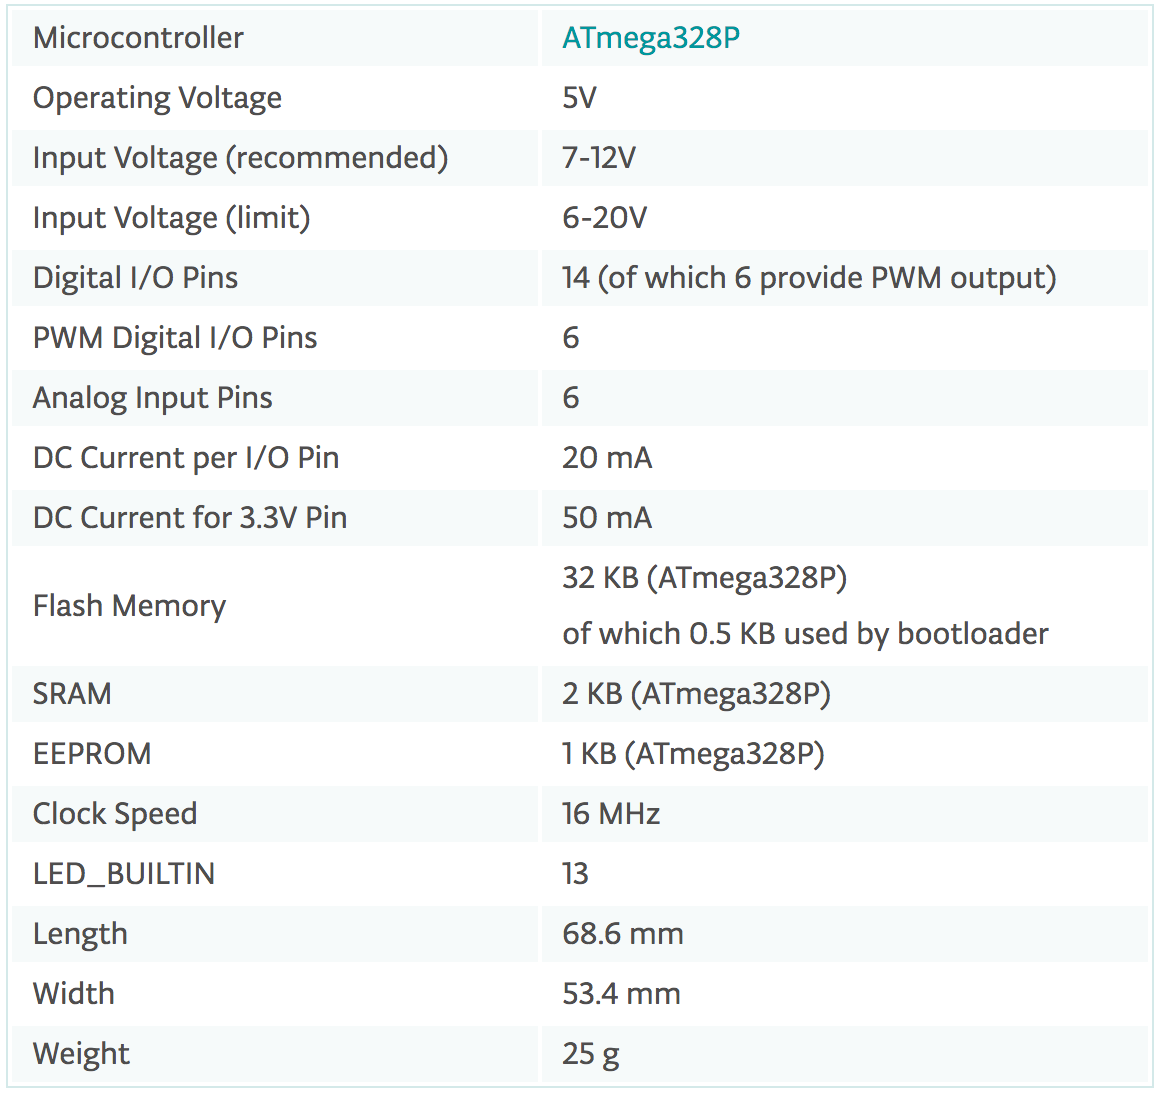 Microcontroller ATmega328P
Operating Voltage 5V
Input Voltage (recommended) 7-12V
Input Voltage (limit) 6-20V
Digital I/O Pins 14 (of which 6 provide PWM output)
PWM Digital I/O Pins 6
Analog Input Pins 6
DC Current per I/O Pin 20 mA
DC Current for 3.3V Pin 50 mA
Flash Memory 32 KB (ATmega328P)
of which 0.5 KB used by bootloader
SRAM 2 KB (ATmega328P)
EEPROM 1 KB (ATmega328P)
Clock Speed 16 MHz
LED_BUILTIN 13
Length 68.6 mm
Width 53.4 mm
Weight 25 g